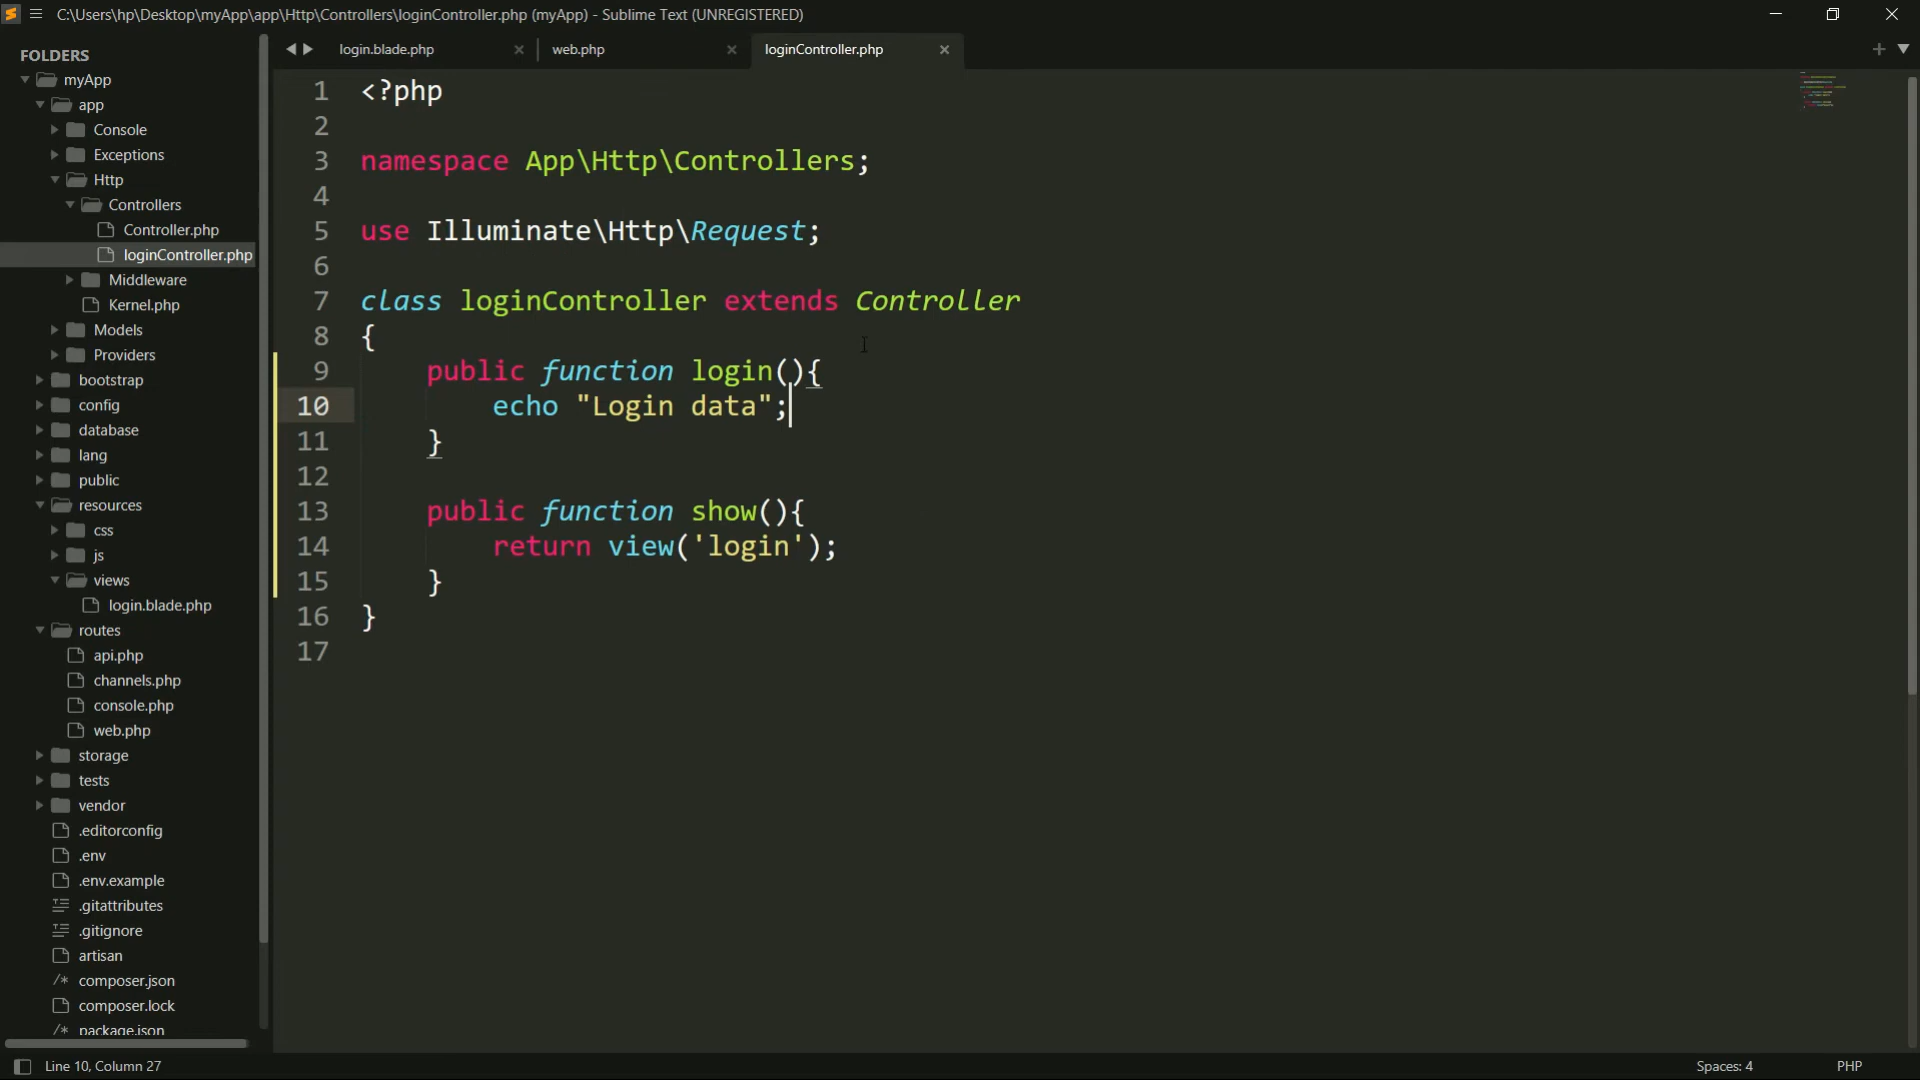 C:\Users\hp\Desktop\myApp\app\Http\Controllers\loginController.php (myApp) - Sublime Text (UNREGISTERED)
FOLDERS
myApp
app
Console
Exceptions
Http
Controllers
Controller.php
loginController.php
Middleware
Kernel.php
Models
Providers
bootstrap
config
database
lang
public
resources
css
js
views
login.blade.php
routes
api.php
channels.php
console.php
web.php
storage
tests
vendor
.editorconfig
.env
.env.example
.gitattributes
.gitignore
artisan
/* composer.json
composer.lock
/* package.json
login.blade.php
web.php
loginController.php
1 <?php
2
3 namespace App\Http\Controllers;
4
5 use Illuminate\Http\Request;
6
7 class loginController extends Controller
8 {
9     public function login(){
10         echo "Login data";
11     }
12
13     public function show(){
14         return view('login');
15     }
16 }
17
Line 10, Column 27
Spaces: 4
PHP